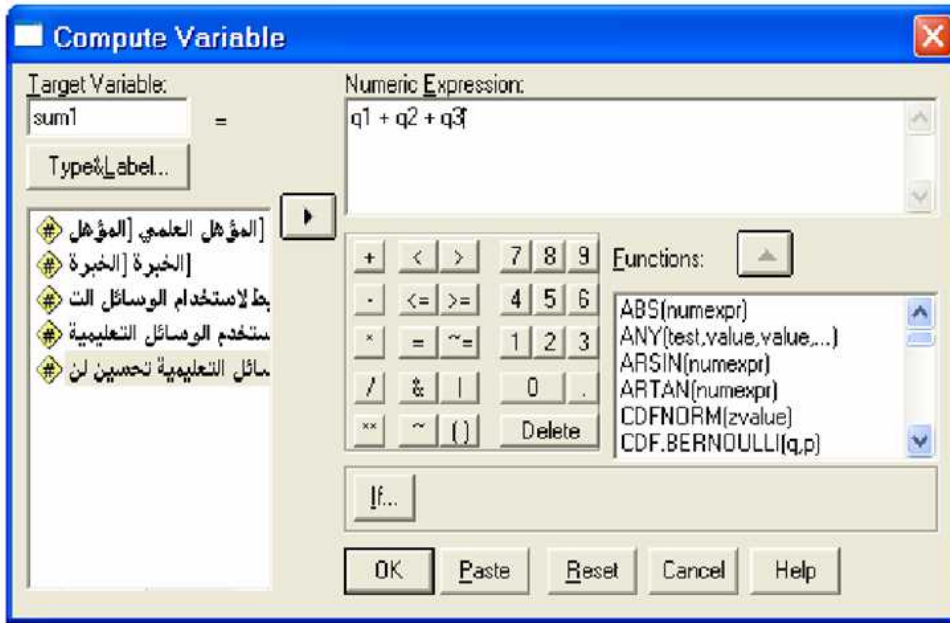 Compute Variable
Target Variable:
sum1
=
Type&Label...
Numeric Expression:
q1 + q2 + q3
المؤهل العلمي [المؤهل]
الخبرة [الخبرة]
يط لاستخدام الوسائل الت
ستخدم الوسائل التعليمية
سائل التعليمية تحسين لن
+ < > 7 8 9
- <= >= 4 5 6
* = ~= 1 2 3
/ & | 0 .
** ~ () Delete
Functions:
ABS(numexpr)
ANY(test,value,value,...)
ARSIN(numexpr)
ARTAN(numexpr)
CDFNORM(zvalue)
CDF.BERNOULLI(q,p)
If...
OK Paste Reset Cancel Help